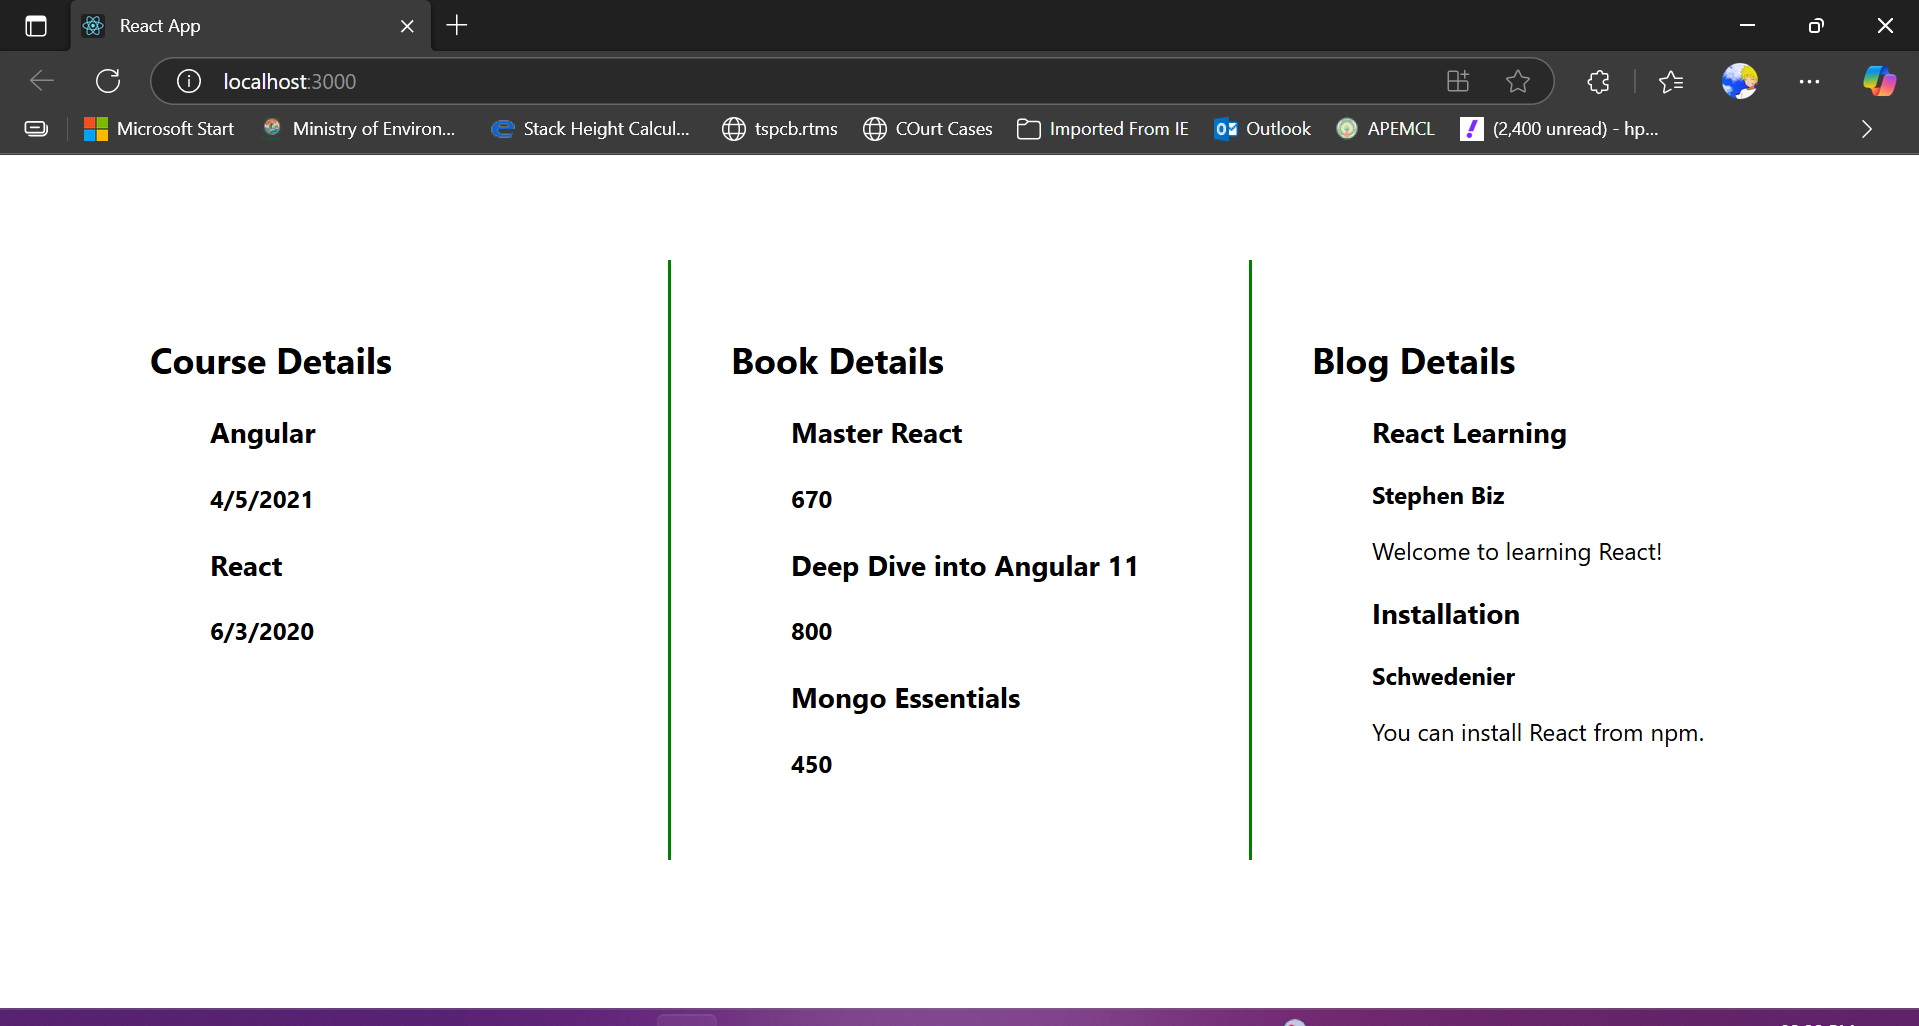 React App
localhost:3000
Microsoft Start
Ministry of Environ...
Stack Height Calcul...
tspcb.rtms
COurt Cases
Imported From IE
Outlook
APEMCL
(2,400 unread) - hp...
Course Details
Angular
4/5/2021
React
6/3/2020
Book Details
Master React
670
Deep Dive into Angular 11
800
Mongo Essentials
450
Blog Details
React Learning
Stephen Biz
Welcome to learning React!
Installation
Schwedenier
You can install React from npm.